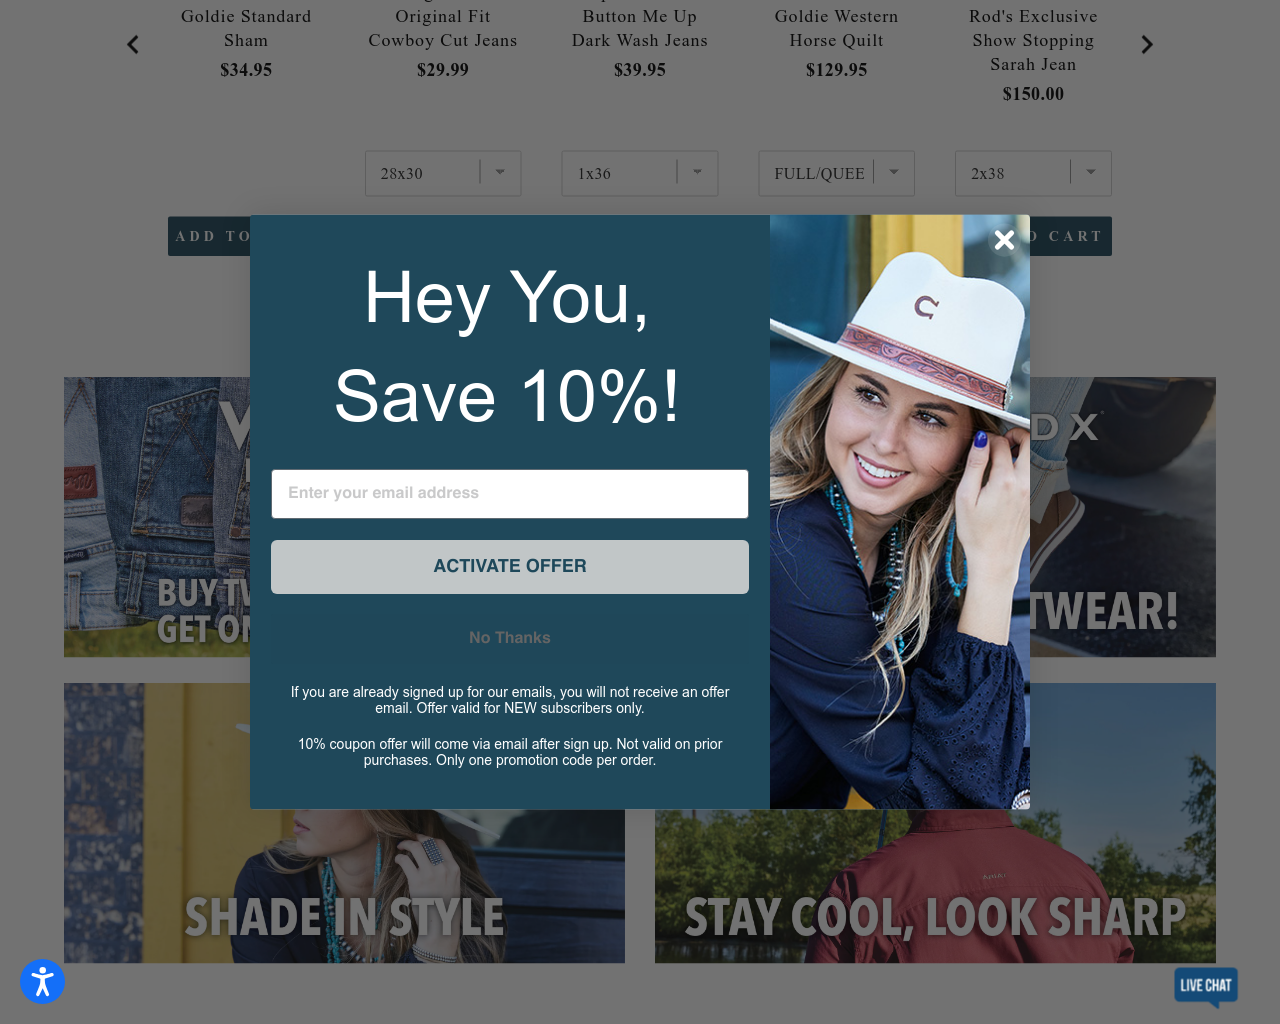 Goldie Standard
Sham
$34.95
Original Fit
Cowboy Cut Jeans
$29.99
Button Me Up
Dark Wash Jeans
$39.95
Goldie Western
Horse Quilt
$129.95
Rod's Exclusive
Show Stopping
Sarah Jean
$150.00
28x30
1x36
FULL/QUEE
2x38
ADD TO
CART
Hey You,
Save 10%!
Enter your email address
ACTIVATE OFFER
No Thanks
If you are already signed up for our emails, you will not receive an offer
email. Offer valid for NEW subscribers only.
10% coupon offer will come via email after sign up. Not valid on prior
purchases. Only one promotion code per order.
BUY TW
GET ON
DX
TWEAR!
SHADE IN STYLE
STAY COOL, LOOK SHARP
LIVE CHAT